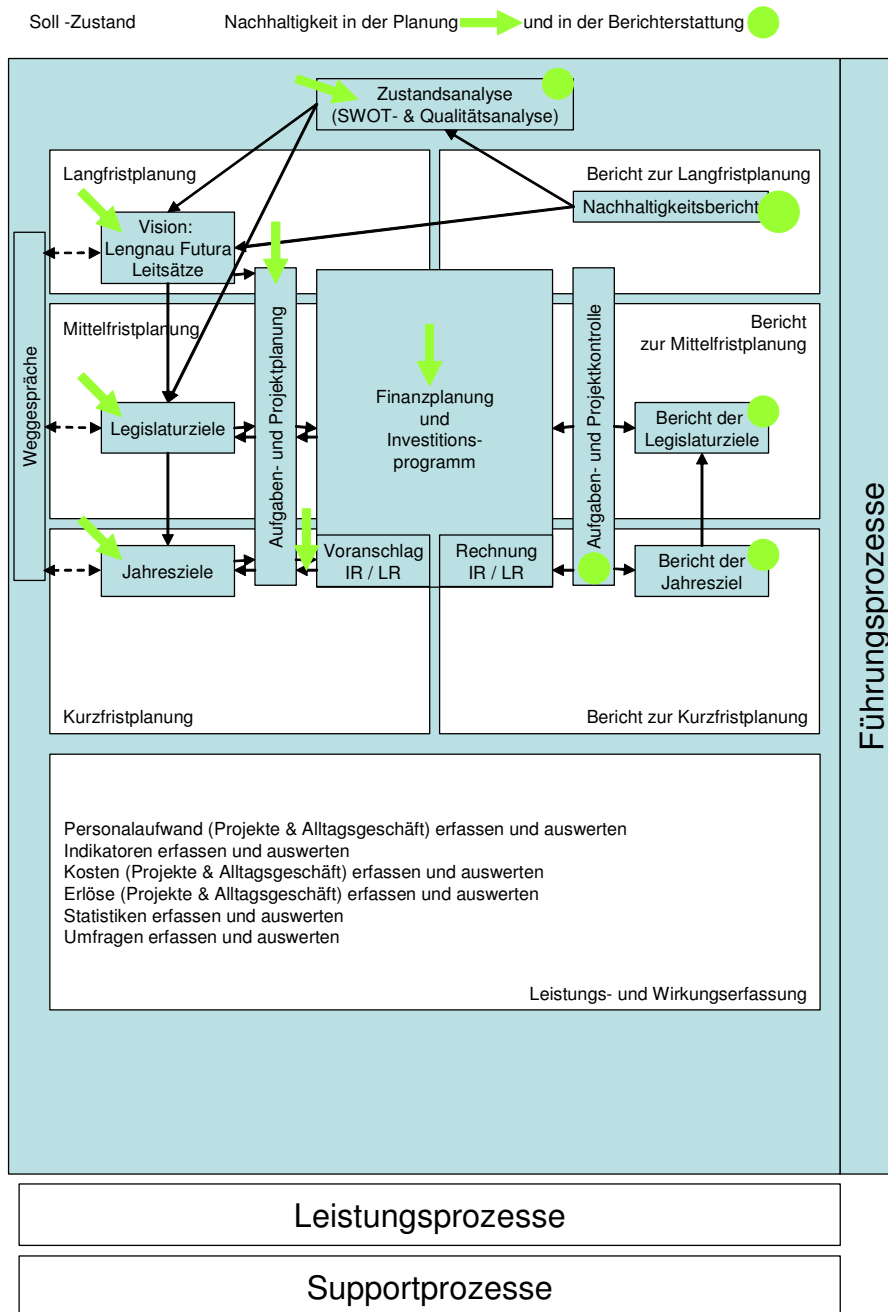 Soll -Zustand
Nachhaltigkeit in der Planung und in der Berichterstattung
Zustandsanalyse
(SWOT- & Qualitätsanalyse)
Langfristplanung
Bericht zur Langfristplanung
Nachhaltigkeitsbericht
Vision:
Lengnau Futura
Leitsätze
Weggespräche
Aufgaben- und Projektplanung
Mittelfristplanung
Bericht
zur Mittelfristplanung
Finanzplanung
und
Investitions-
programm
Aufgaben- und Projektkontrolle
Legislaturziele
Bericht der
Legislaturziele
Jahresziele
Voranschlag
IR / LR
Rechnung
IR / LR
Bericht der
Jahresziel
Kurzfristplanung
Bericht zur Kurzfristplanung
Führungsprozesse
Personalaufwand (Projekte & Alltagsgeschäft) erfassen und auswerten
Indikatoren erfassen und auswerten
Kosten (Projekte & Alltagsgeschäft) erfassen und auswerten
Erlöse (Projekte & Alltagsgeschäft) erfassen und auswerten
Statistiken erfassen und auswerten
Umfragen erfassen und auswerten
Leistungs- und Wirkungserfassung
Leistungsprozesse
Supportprozesse